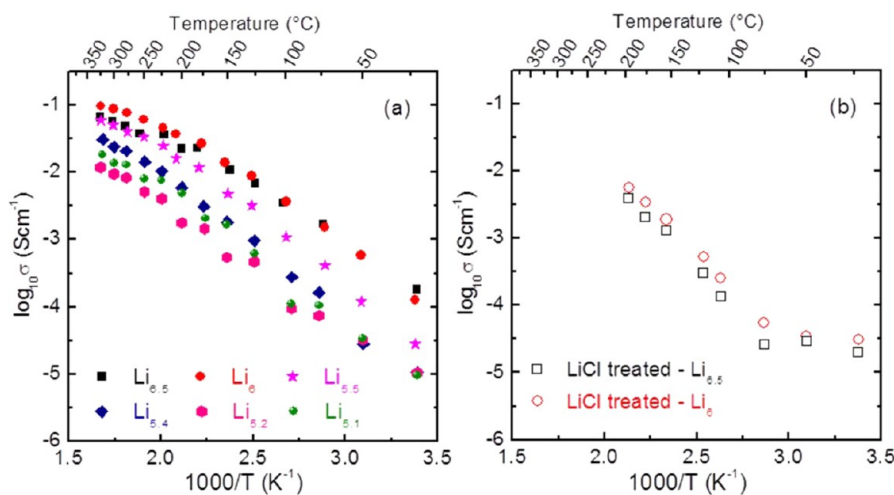 Temperature (°C)
350 300 250 200 150 100 50
(a)
-1
-2
-3
-4
-5
-6
log₁₀σ (Scm⁻¹)
Li₆.₅ Li₆ Li₅.₅
Li₅.₄ Li₅.₂ Li₅.₁
1.5 2.0 2.5 3.0 3.5
1000/T (K⁻¹)
Temperature (°C)
350 300 250 200 150 100 50
(b)
-1
-2
-3
-4
-5
-6
log₁₀σ (Scm⁻¹)
LiCl treated - Li₆.₅
LiCl treated - Li₆
1.5 2.0 2.5 3.0 3.5
1000/T (K⁻¹)